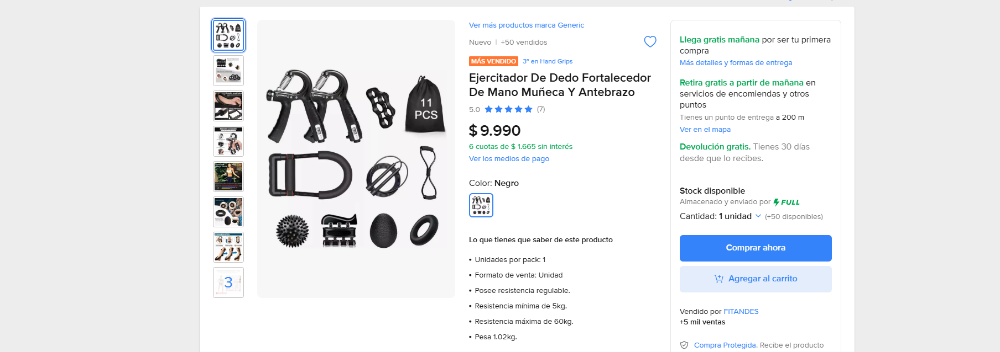 Ver más productos marca Generic
Nuevo | +50 vendidos
MÁS VENDIDO 3º en Hand Grips
Ejercitador De Dedo Fortalecedor
De Mano Muñeca Y Antebrazo
5.0 (7)
$ 9.990
6 cuotas de $ 1.665 sin interés
Ver los medios de pago
Color: Negro
Lo que tienes que saber de este producto
• Unidades por pack: 1
• Formato de venta: Unidad
• Posee resistencia regulable.
• Resistencia mínima de 5kg.
• Resistencia máxima de 60kg.
• Pesa 1.02kg.
11
PCS
3
Llega gratis mañana por ser tu primera
compra
Más detalles y formas de entrega
Retira gratis a partir de mañana en
servicios de encomiendas y otros
puntos
Tienes un punto de entrega a 200 m
Ver en el mapa
Devolución gratis. Tienes 30 días
desde que lo recibes.
Stock disponible
Almacenado y enviado por FULL
Cantidad: 1 unidad (+50 disponibles)
Comprar ahora
Agregar al carrito
Vendido por FITANDES
+5 mil ventas
Compra Protegida. Recibe el producto